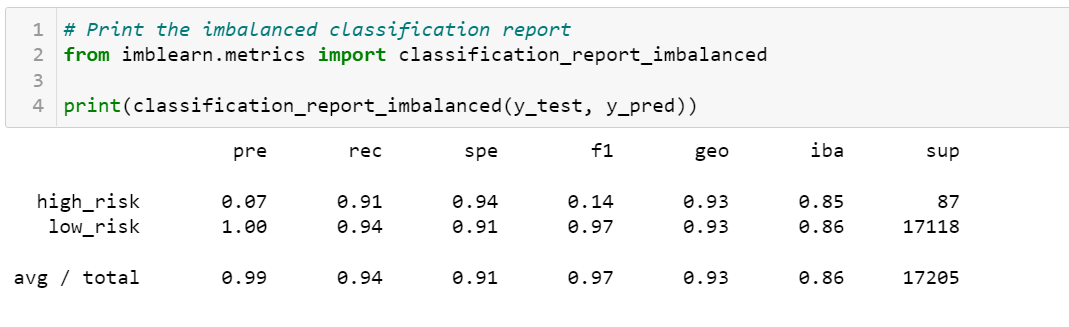 1 # Print the imbalanced classification report
2 from imblearn.metrics import classification_report_imbalanced
3
4 print(classification_report_imbalanced(y_test, y_pred))
pre rec spe f1 geo iba sup
high_risk 0.07 0.91 0.94 0.14 0.93 0.85 87
low_risk 1.00 0.94 0.91 0.97 0.93 0.86 17118
avg / total 0.99 0.94 0.91 0.97 0.93 0.86 17205